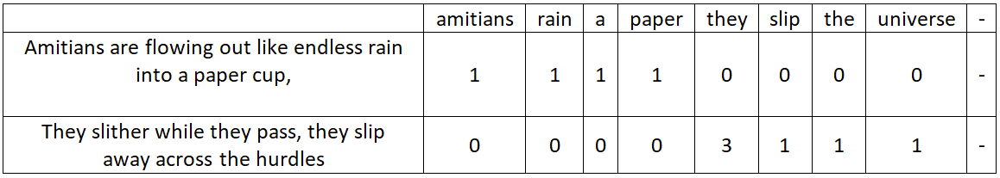 amitians rain a paper they slip the universe -
Amitians are flowing out like endless rain
into a paper cup,
1 1 1 1 0 0 0 0 -
They slither while they pass, they slip
away across the hurdles
0 0 0 0 3 1 1 1 -